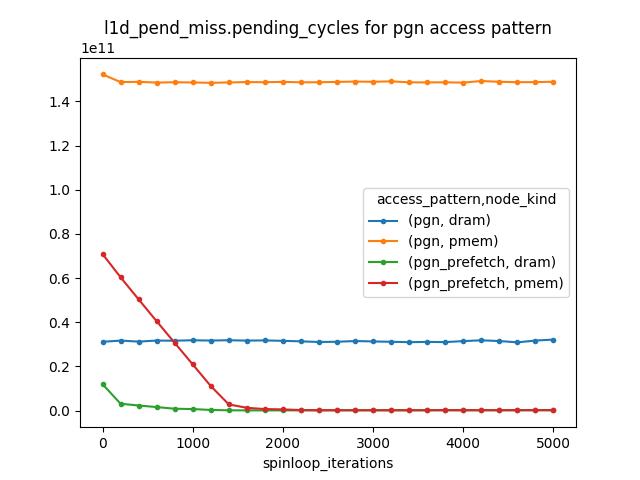 l1d_pend_miss.pending_cycles for pgn access pattern
1e11
1.4
1.2
1.0
0.8
0.6
0.4
0.2
0.0
access_pattern,node_kind
(pgn, dram)
(pgn, pmem)
(pgn_prefetch, dram)
(pgn_prefetch, pmem)
0 1000 2000 3000 4000 5000
spinloop_iterations